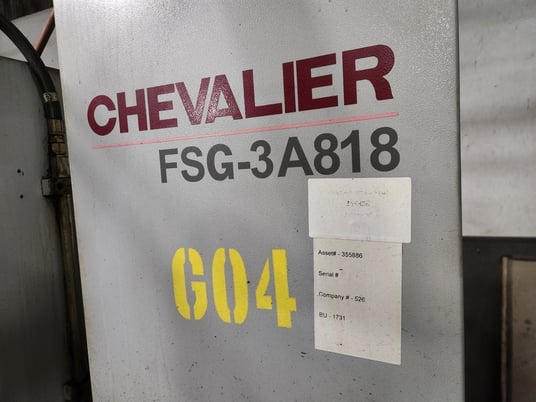 CHEVALIER
FSG-3A818
G04
Asset# - 355886
Serial #
Company # - 526
BU - 1731